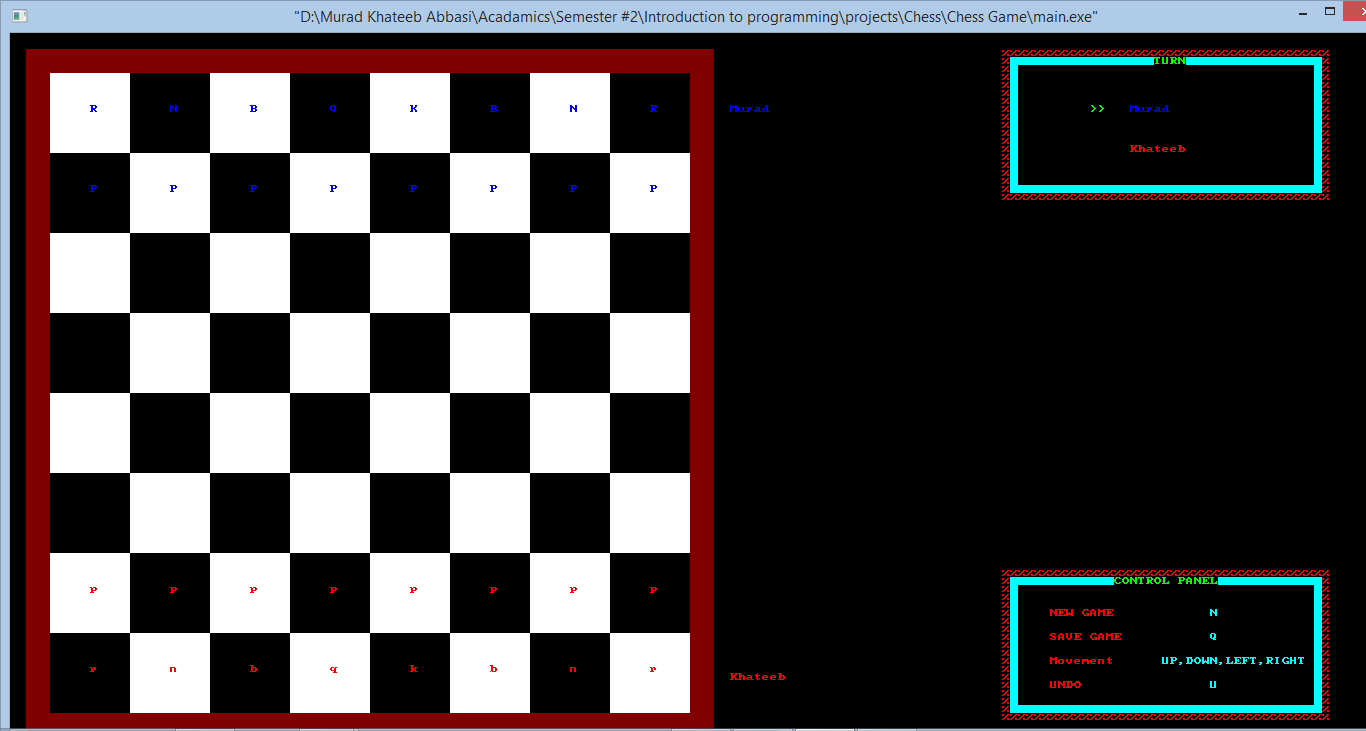 "D:\Murad Khateeb Abbasi\Acadamics\Semester #2\Introduction to programming\projects\Chess\Chess Game\main.exe"
TURN
R N B Q K B N R
Murad
>> Murad
Khateeb
P P P P P P P P
CONTROL PANEL
p p p p p p p p
NEW GAME N
SAVE GAME Q
Movement UP,DOWN,LEFT,RIGHT
r n b q k b n r
Khateeb
UNDO U